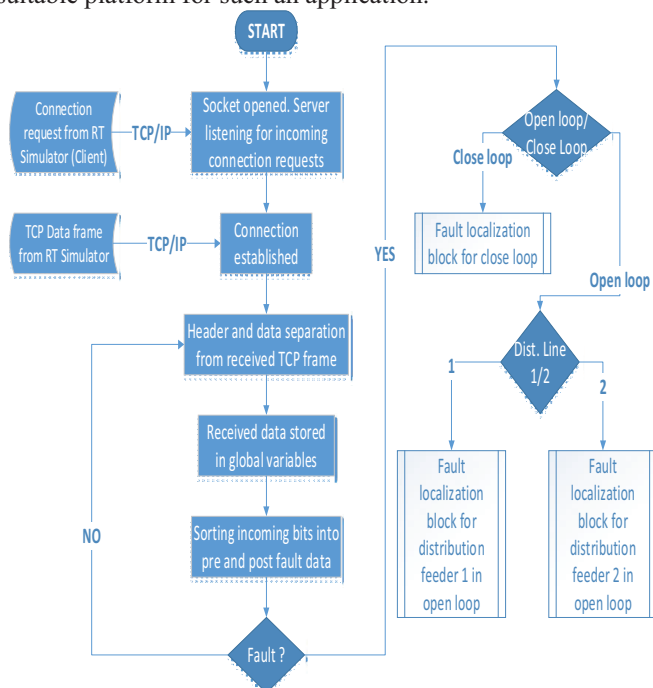 suitable platform for such an application.
START
Connection
request from RT
Simulator (Client)
TCP/IP
Socket opened. Server
listening for incoming
connection requests
TCP Data frame
from RT Simulator
TCP/IP
Connection
established
Header and data separation
from received TCP frame
Received data stored
in global variables
Sorting incoming bits into
pre and post fault data
NO
Fault ?
YES
Open loop/
Close Loop
Close loop
Fault localization
block for close loop
Open loop
Dist. Line
1/2
1
2
Fault
localization
block for
distribution
feeder 1 in
open loop
Fault
localization
block for
distribution
feeder 2 in
open loop